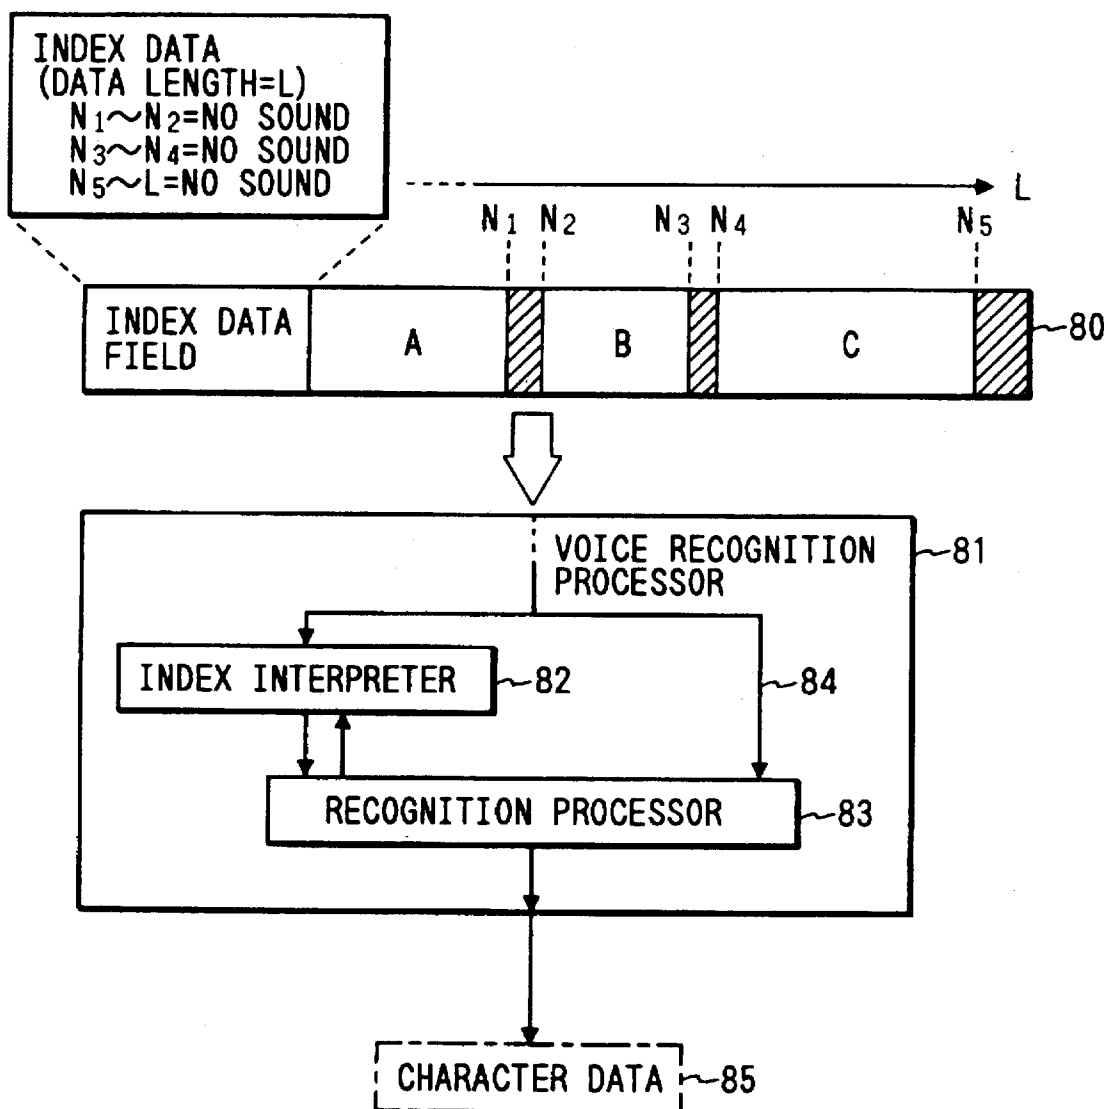 INDEX DATA
(DATA LENGTH=L)
N1~N2=NO SOUND
N3~N4=NO SOUND
N5~L=NO SOUND
L
N1 N2 N3 N4 N5
INDEX DATA
FIELD
A
B
C
80
VOICE RECOGNITION
PROCESSOR
81
INDEX INTERPRETER
82
84
RECOGNITION PROCESSOR
83
CHARACTER DATA
85